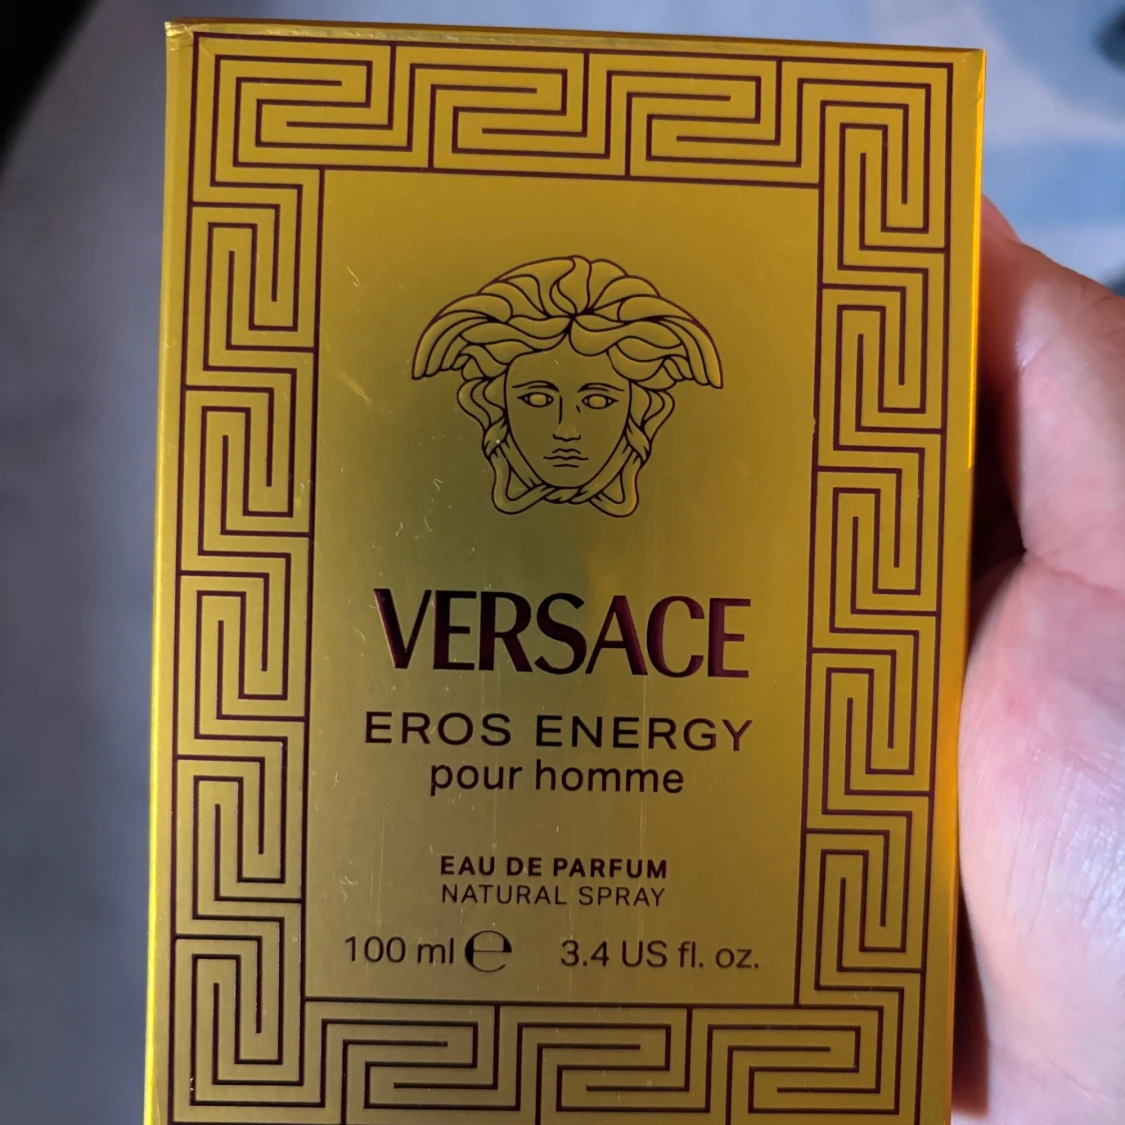 VERSACE
EROS ENERGY
pour homme
EAU DE PARFUM
NATURAL SPRAY
100 ml ℮ 3.4 US fl. oz.